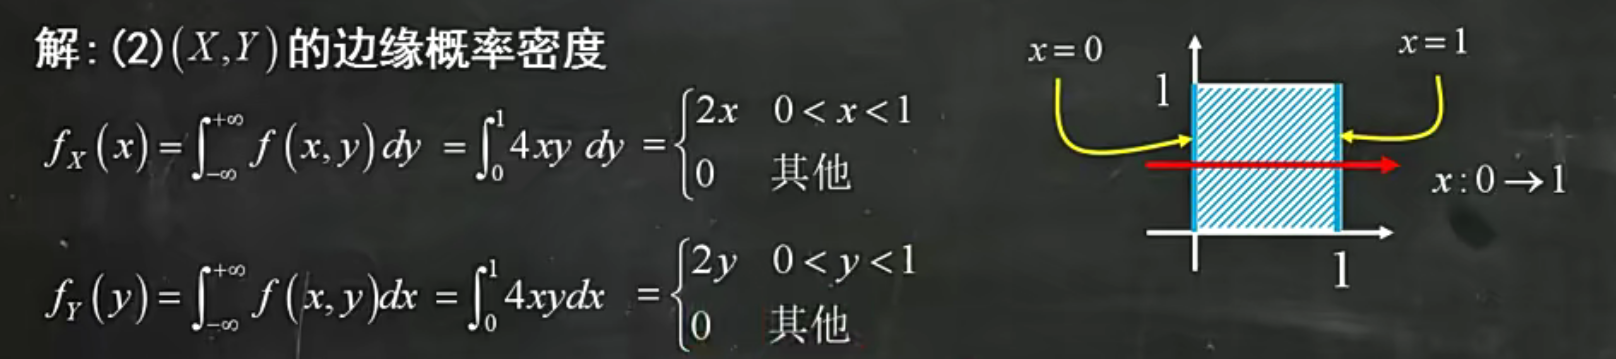 解：(2)(X,Y)的边缘概率密度
f_X(x)=∫_{-∞}^{+∞} f(x,y)dy =∫_0^1 4xy dy ={2x 0<x<1
0 其他
f_Y(y)=∫_{-∞}^{+∞} f(x,y)dx =∫_0^1 4xydx ={2y 0<y<1
0 其他
x=0
x=1
1
x:0→1
1